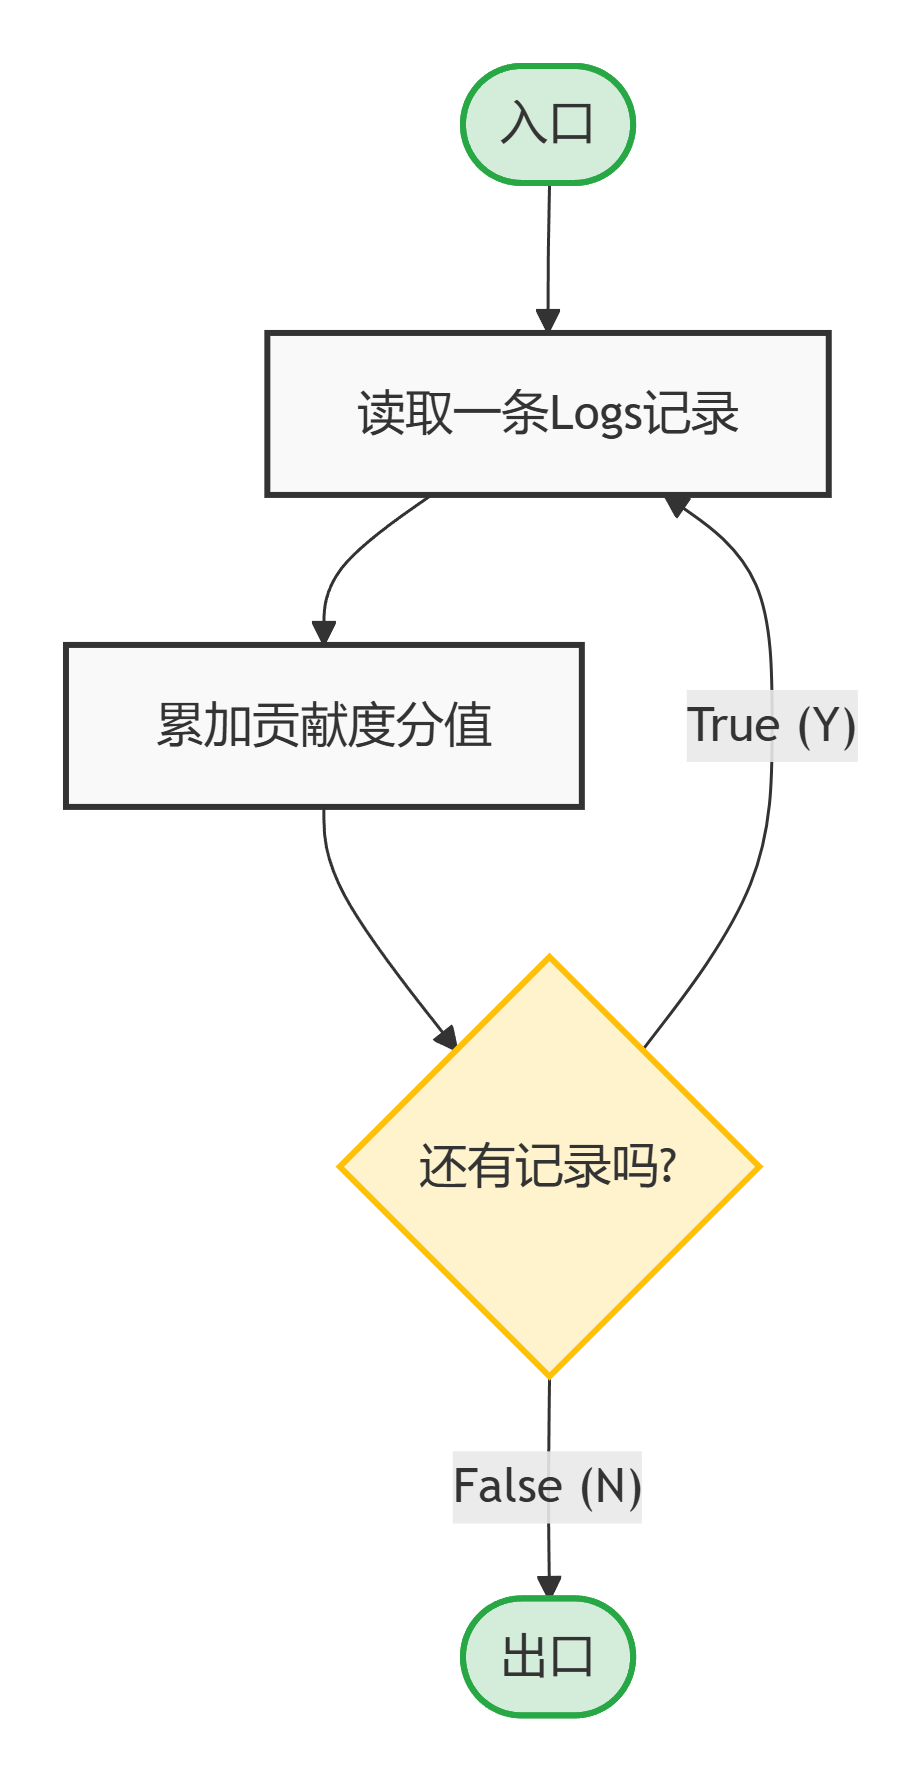 入口
读取一条Logs记录
累加贡献度分值
True (Y)
还有记录吗?
False (N)
出口